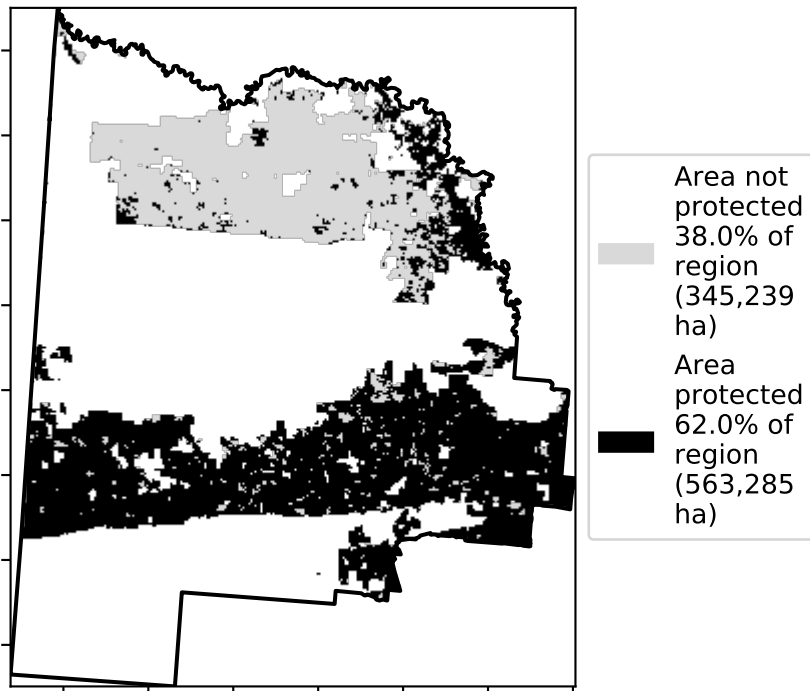 Area not
protected
38.0% of
region
(345,239
ha)
Area
protected
62.0% of
region
(563,285
ha)